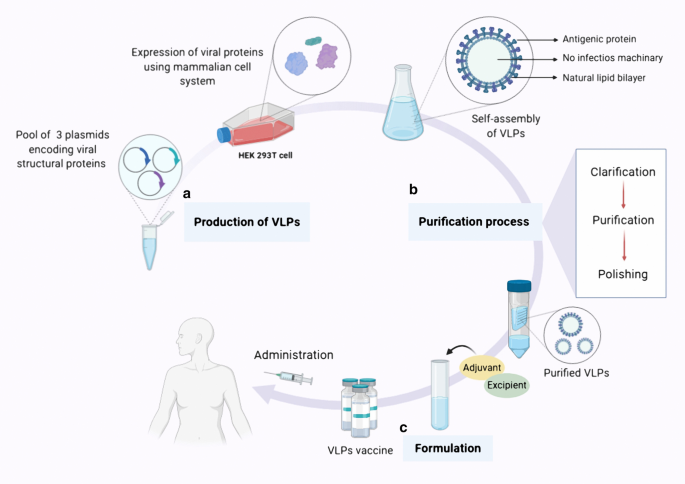 Expression of viral proteins
using mammalian cell
system
Antigenic protein
No infectios machinary
Natural lipid bilayer
Self-assembly
of VLPs
Pool of 3 plasmids
encoding viral
structural proteins
HEK 293T cell
a
Production of VLPs
b
Purification process
Clarification
Purification
Polishing
Purified VLPs
Adjuvant
Excipient
Administration
VLPs vaccine
c
Formulation